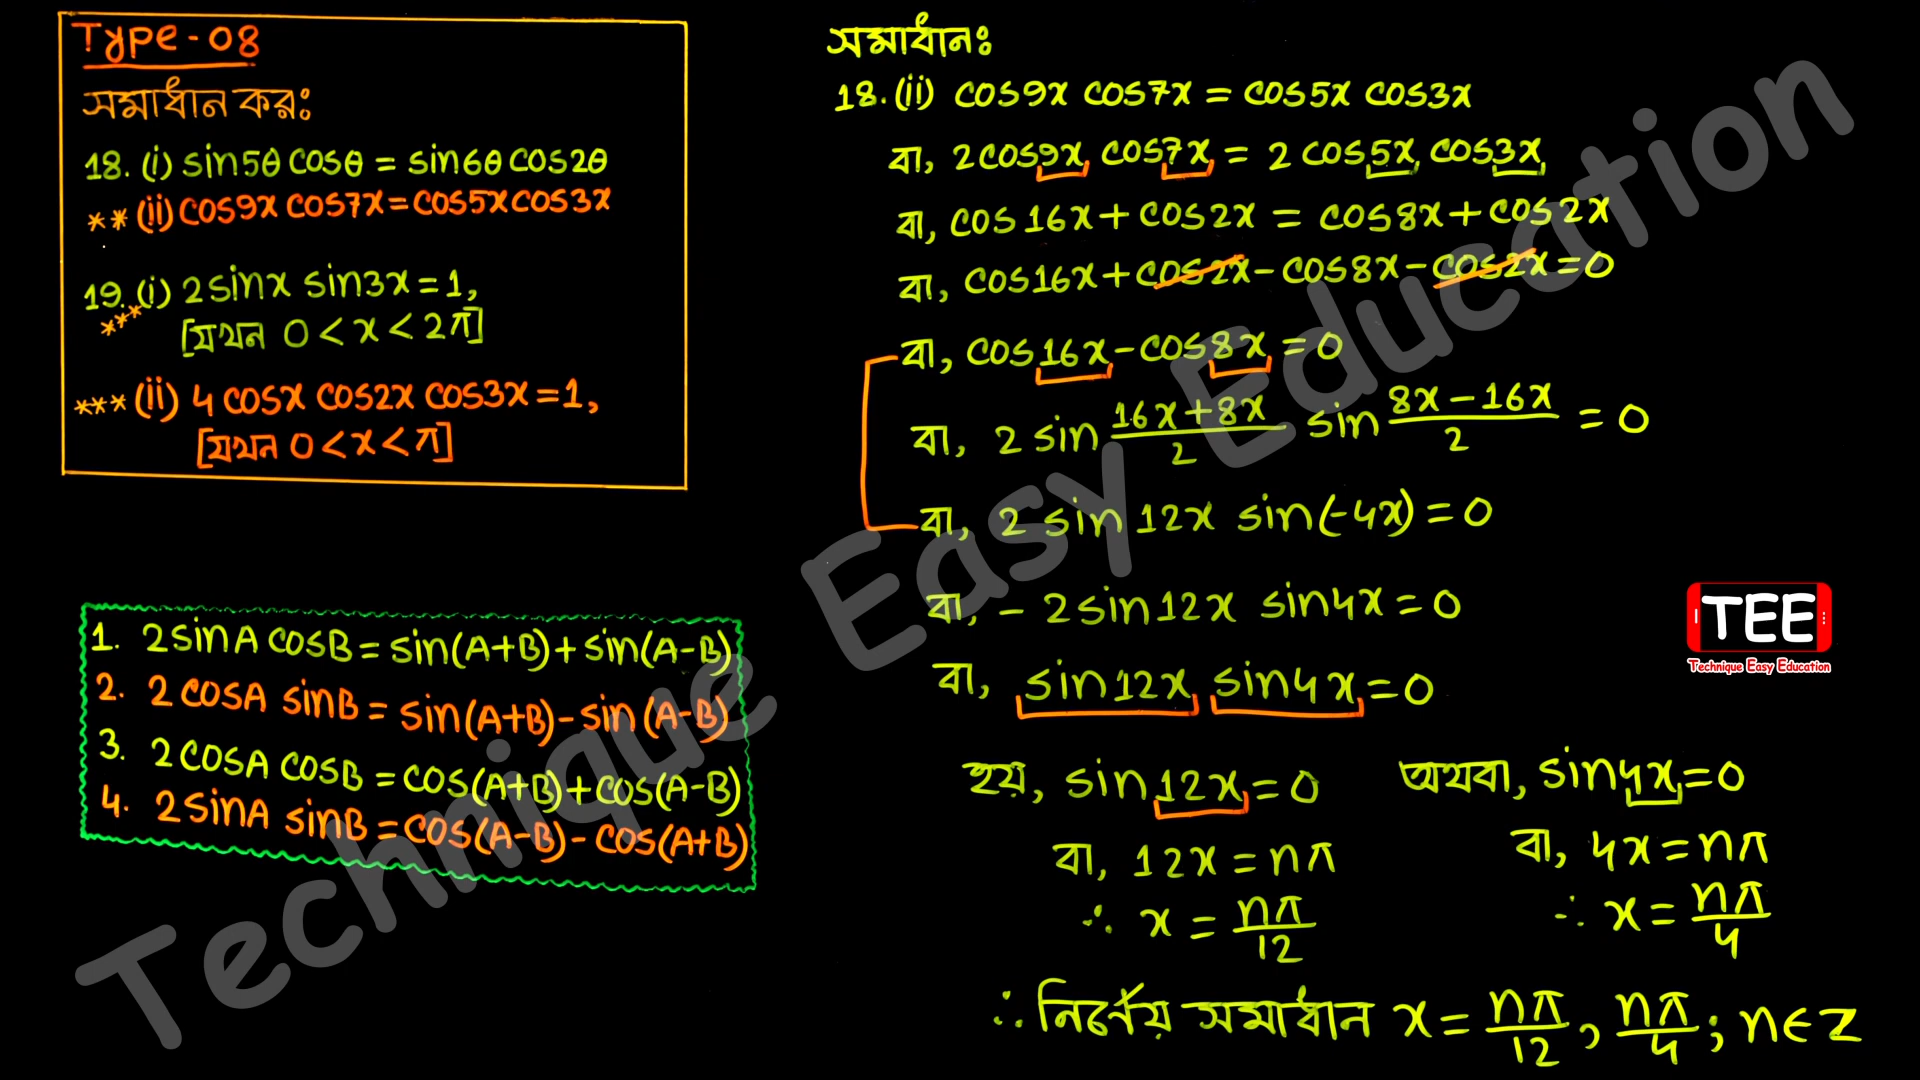 Type-08
সমাধান করঃ
18. (i) sin5θ cosθ = sin6θ cos2θ
** (ii) cos9x cos7x = cos5x cos3x
19. (i) 2sinx sin3x = 1,
***
[যখন 0 < x < 2π]
*** (ii) 4 cosx cos2x cos3x = 1,
[যখন 0 < x < π]
1. 2sinA cosB = sin(A+B) + sin(A-B)
2. 2cosA sinB = sin(A+B) - sin(A-B)
3. 2cosA cosB = cos(A+B) + cos(A-B)
4. 2sinA sinB = cos(A-B) - cos(A+B)
সমাধানঃ
18. (ii) cos9x cos7x = cos5x cos3x
বা, 2cos9x cos7x = 2 cos5x cos3x
বা, cos16x + cos2x = cos8x + cos2x
বা, cos16x + cos2x - cos8x - cos2x = 0
বা, cos16x - cos8x = 0
বা, 2 sin (16x+8x)/2 sin (8x-16x)/2 = 0
বা, 2 sin12x sin(-4x) = 0
বা, - 2sin12x sin4x = 0
বা, sin12x sin4x = 0
হয়, sin12x = 0 অথবা, sin4x = 0
বা, 12x = nπ বা, 4x = nπ
∴ x = nπ/12 ∴ x = nπ/4
∴ নির্ণেয় সমাধান x = nπ/12, nπ/4; n∈Z
TEE
Technique Easy Education
Technique Easy Education